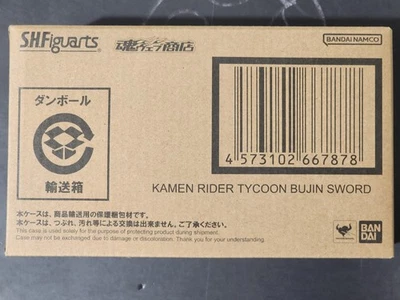 S.H.Figuarts
魂ウェブ商店
BANDAI NAMCO
ダンボール
輸送箱
4 573102 667878
KAMEN RIDER TYCOON BUJIN SWORD
本ケースは、商品輸送用の保護梱包材です。
本ケースは、つぶれ、汚れ等による交換は出来ません。ご了承ください。
This case is used solely for the purpose of protecting product during shipment.
Case may not be exchanged due to damage or discoloration. Thank you for your understanding.
BAN
DAI